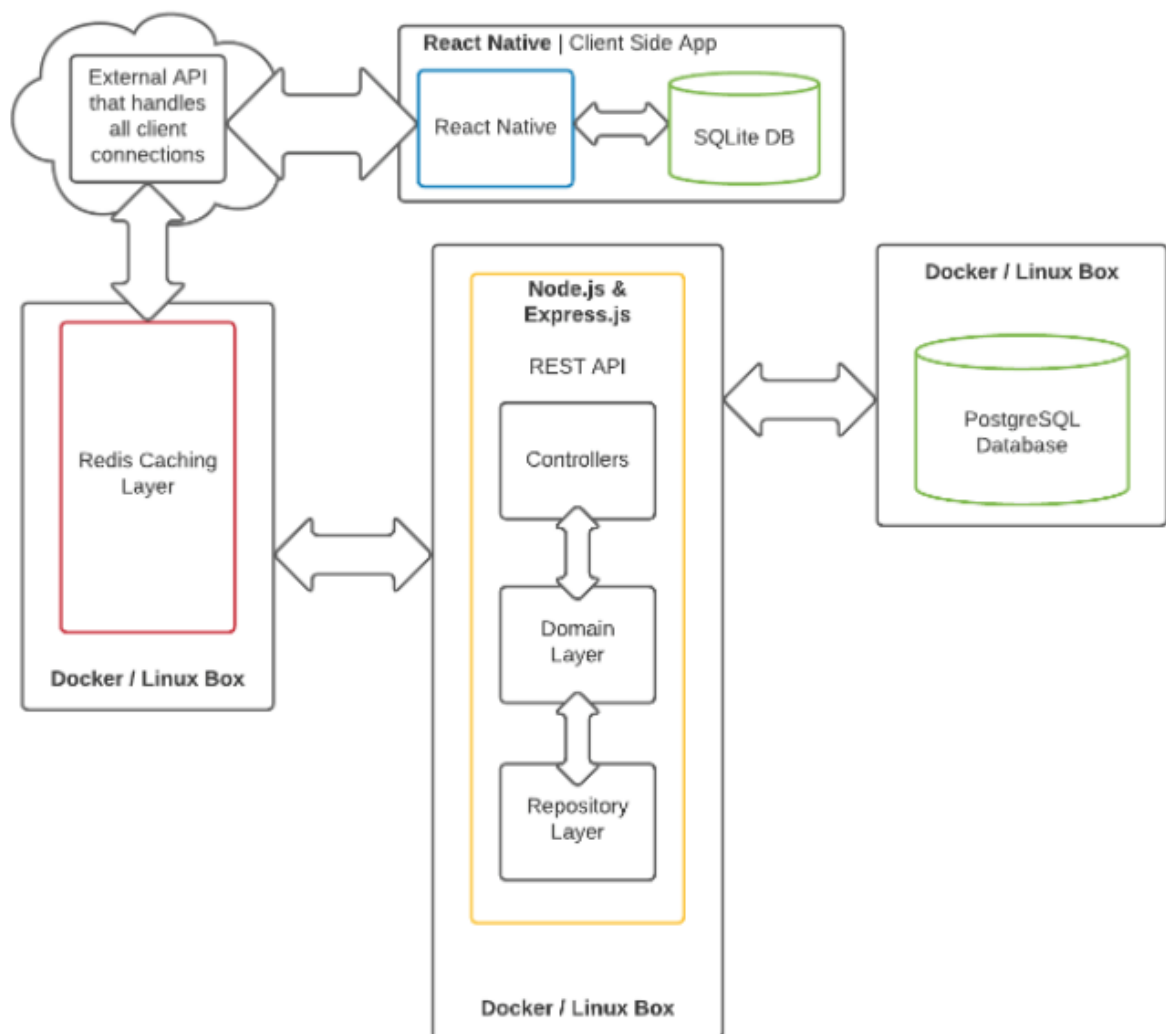 External API
that handles
all client
connections
React Native | Client Side App
React Native
SQLite DB
Redis Caching
Layer
Docker / Linux Box
Node.js &
Express.js
REST API
Controllers
Domain
Layer
Repository
Layer
Docker / Linux Box
Docker / Linux Box
PostgreSQL
Database